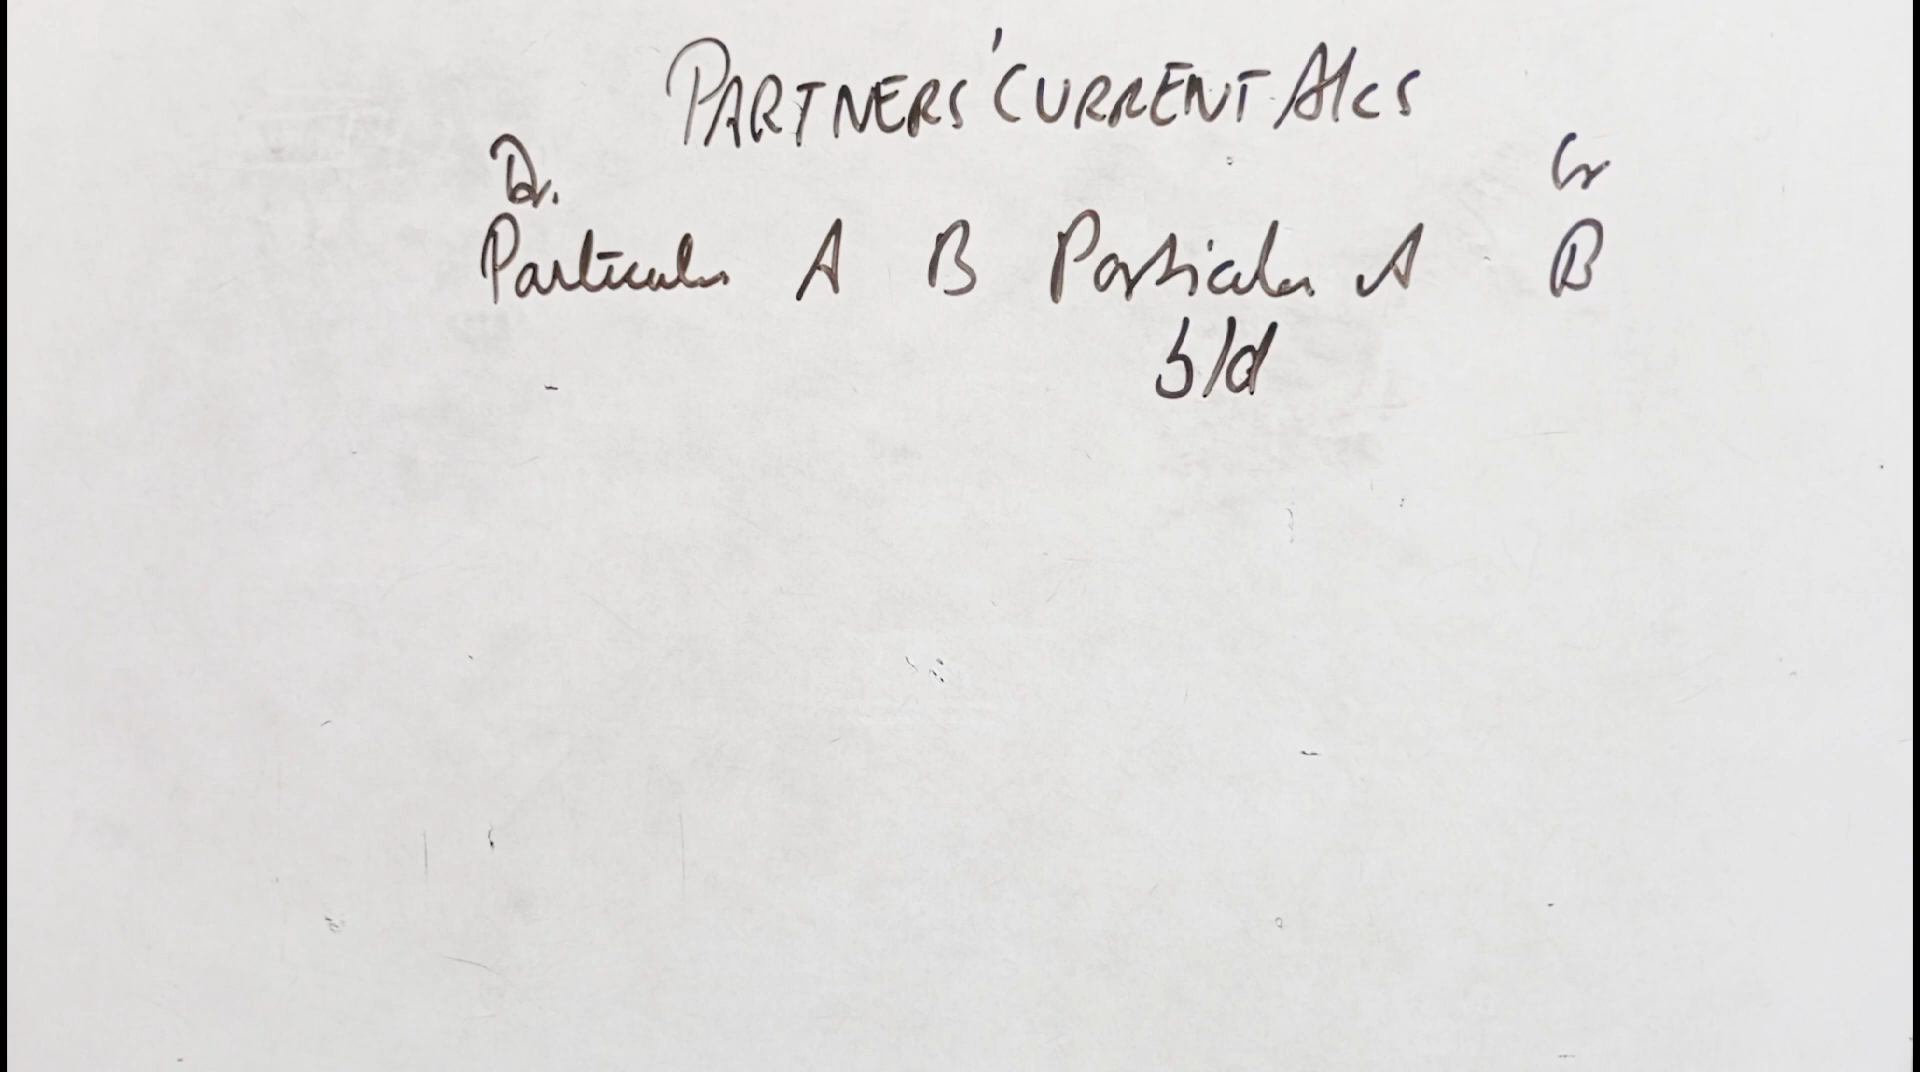 PARTNERS' CURRENT A/cs
Dr. Cr
Particulars A B Particulars A B
b/d